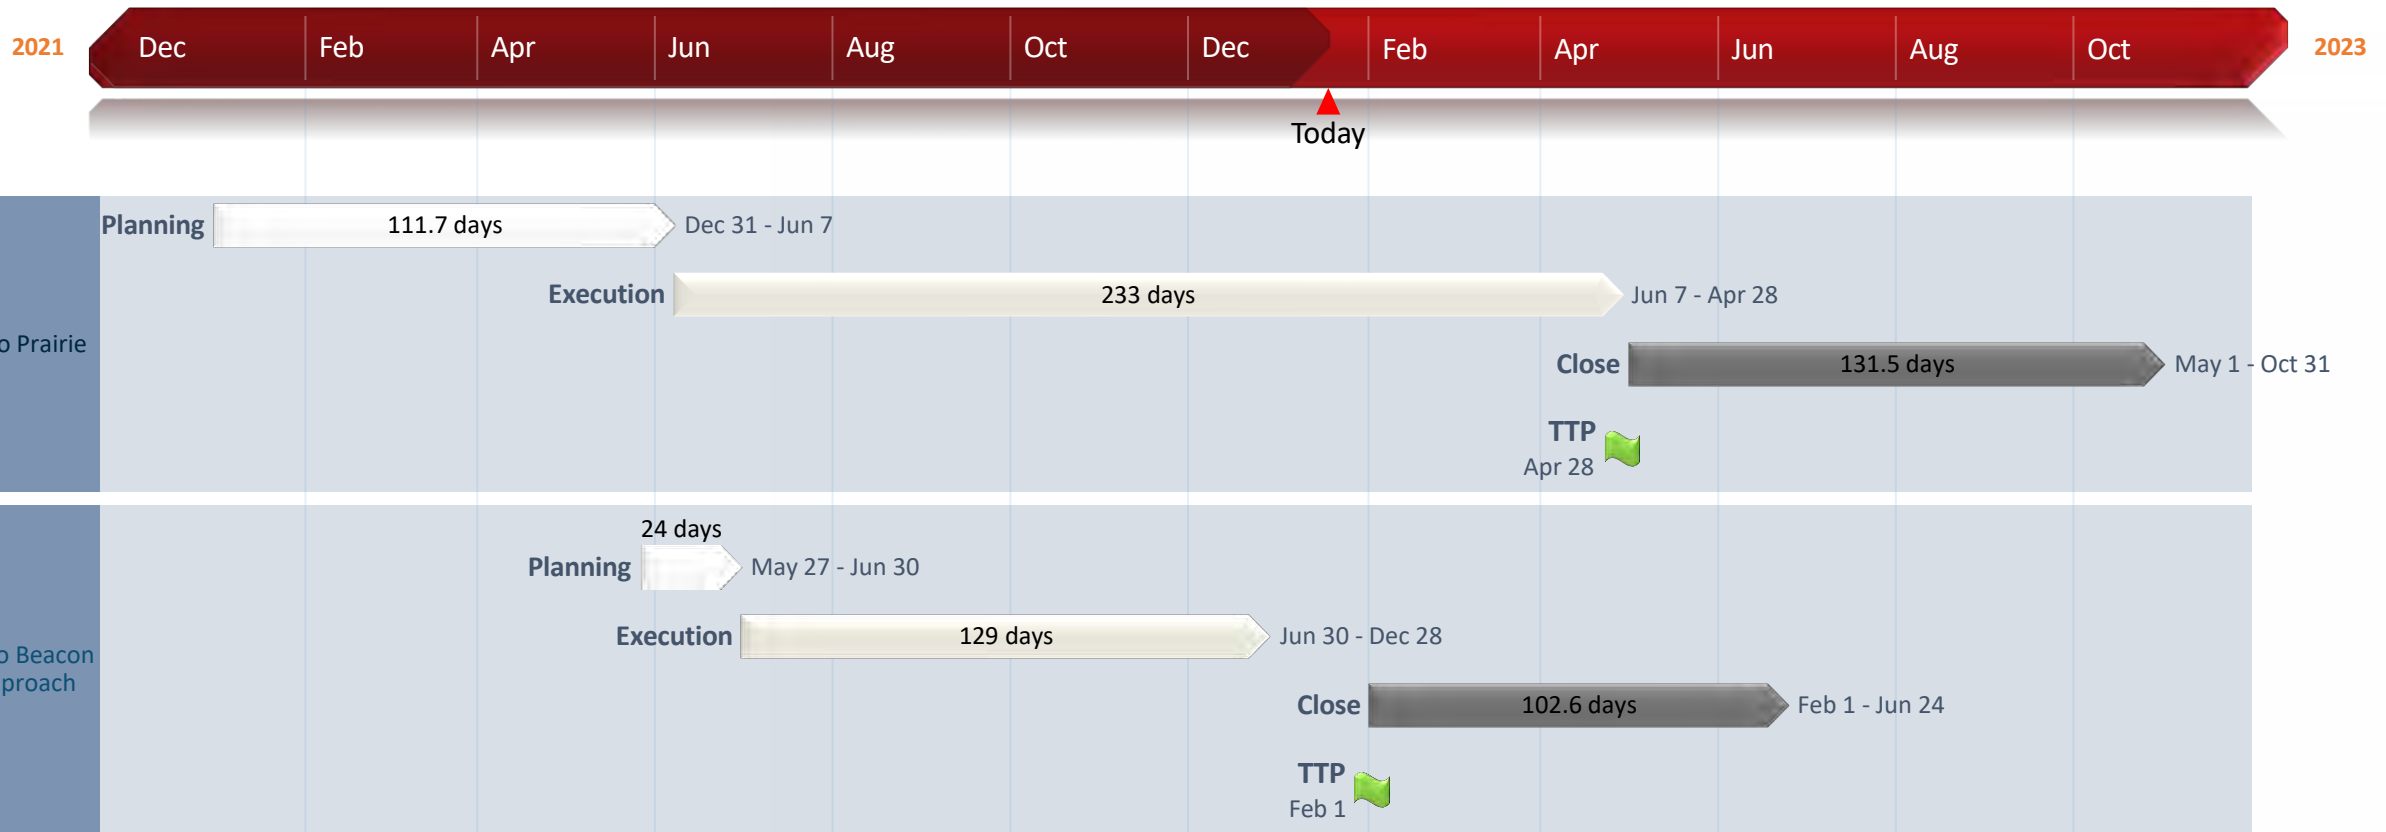 2021 Dec Feb Apr Jun Aug Oct Dec Feb Apr Jun Aug Oct 2023
Today
Planning 111.7 days Dec 31 - Jun 7
Execution 233 days Jun 7 - Apr 28
o Prairie
Close 131.5 days May 1 - Oct 31
TTP
Apr 28
24 days
Planning May 27 - Jun 30
Execution 129 days Jun 30 - Dec 28
o Beacon
proach
Close 102.6 days Feb 1 - Jun 24
TTP
Feb 1